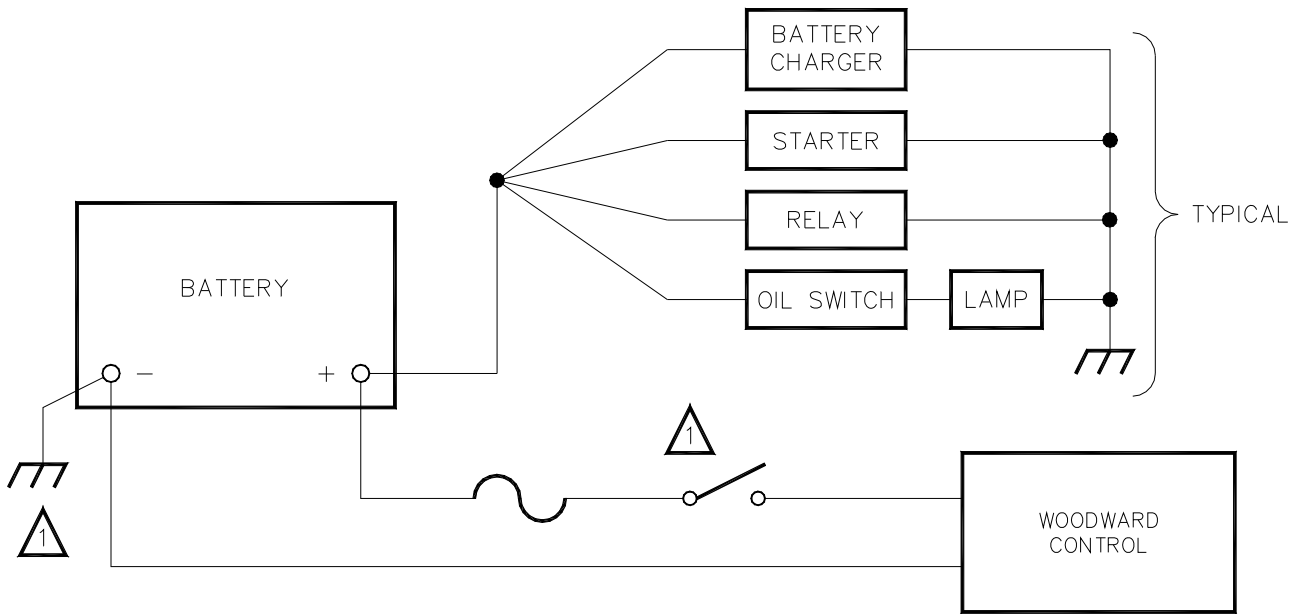 BATTERY
CHARGER
STARTER
RELAY
OIL SWITCH
LAMP
TYPICAL
BATTERY
− +
1
1
WOODWARD
CONTROL